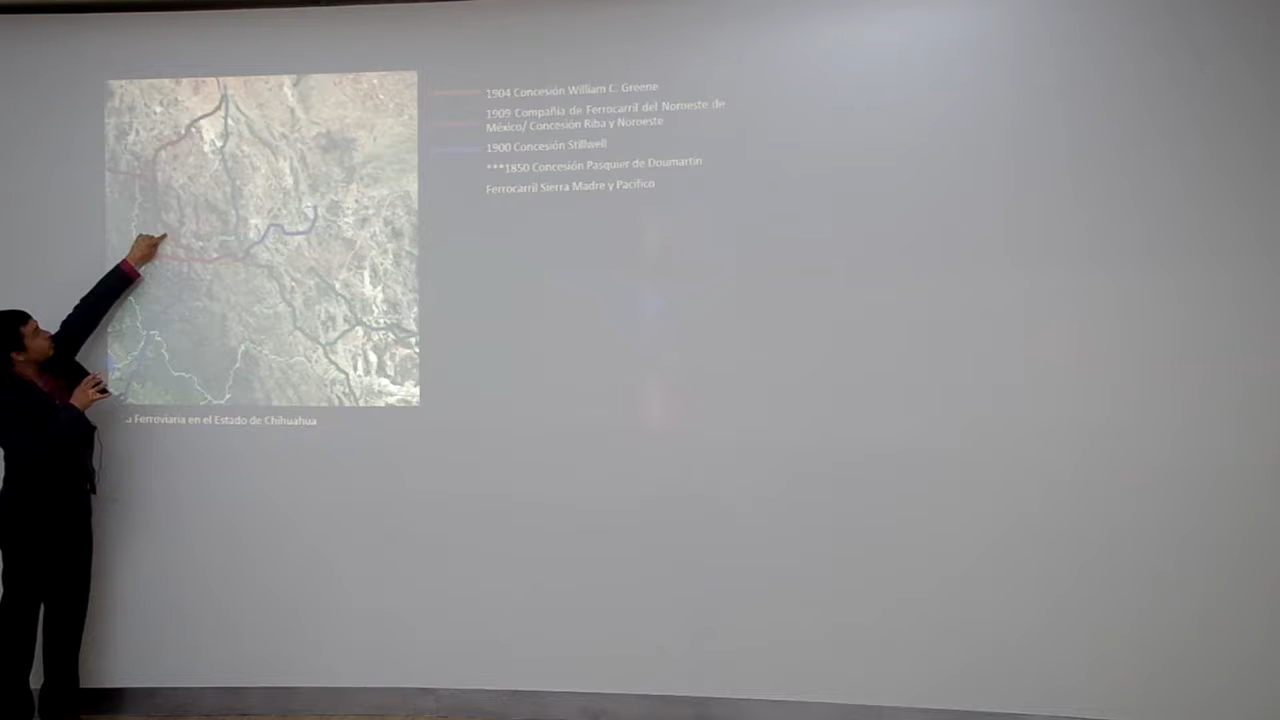 1904 Concesión William C. Greene
1909 Compañía de Ferrocarril del Noroeste de
México/ Concesión Riba y Noroeste
1900 Concesión Stillwell
***1850 Concesión Pasquier de Doumartin
Ferrocarril Sierra Madre y Pacifico
Ferroviaria en el Estado de Chihuahua